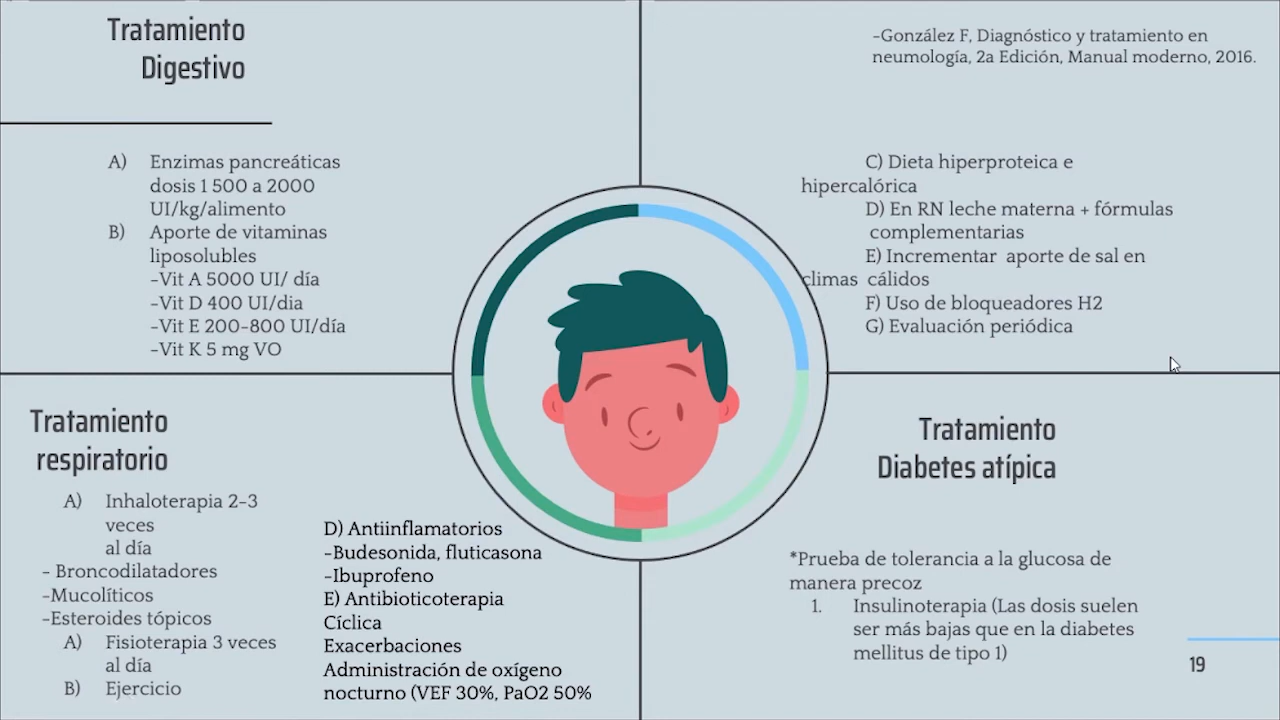 Tratamiento
Digestivo
A) Enzimas pancreáticas
dosis 1 500 a 2000
UI/kg/alimento
B) Aporte de vitaminas
liposolubles
-Vit A 5000 UI/ día
-Vit D 400 UI/dia
-Vit E 200-800 UI/día
-Vit K 5 mg VO
-González F, Diagnóstico y tratamiento en
neumología, 2a Edición, Manual moderno, 2016.
C) Dieta hiperproteica e
hipercalórica
D) En RN leche materna + fórmulas
complementarias
E) Incrementar aporte de sal en
climas cálidos
F) Uso de bloqueadores H2
G) Evaluación periódica
Tratamiento
respiratorio
A) Inhaloterapia 2-3
veces
al día
- Broncodilatadores
-Mucolíticos
-Esteroides tópicos
A) Fisioterapia 3 veces
al día
B) Ejercicio
D) Antiinflamatorios
-Budesonida, fluticasona
-Ibuprofeno
E) Antibioticoterapia
Cíclica
Exacerbaciones
Administración de oxígeno
nocturno (VEF 30%, PaO2 50%
Tratamiento
Diabetes atípica
*Prueba de tolerancia a la glucosa de
manera precoz
1. Insulinoterapia (Las dosis suelen
ser más bajas que en la diabetes
mellitus de tipo 1)
19